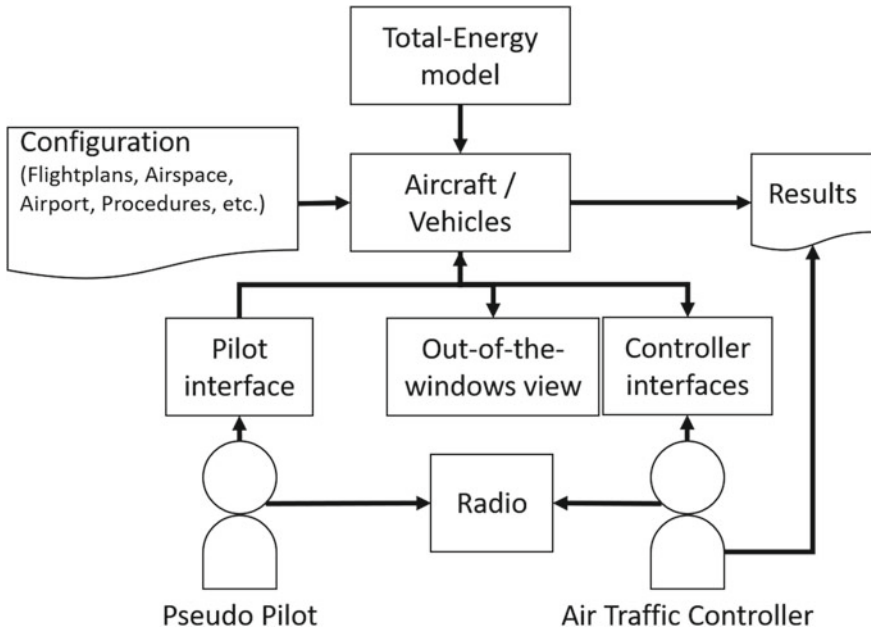 Total-Energy
model
Configuration
(Flightplans, Airspace,
Airport, Procedures, etc.)
Aircraft /
Vehicles
Results
Pilot
interface
Out-of-the-
windows view
Controller
interfaces
Radio
Pseudo Pilot
Air Traffic Controller